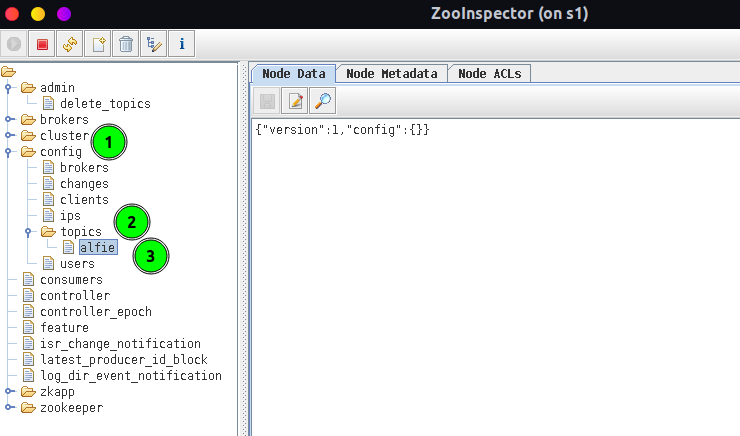 ZooInspector (on s1)
Node Data Node Metadata Node ACLs
{"version":1,"config":{}}
admin
delete_topics
brokers
cluster
1
config
brokers
changes
clients
ips
2
topics
alfie
3
users
consumers
controller
controller_epoch
feature
isr_change_notification
latest_producer_id_block
log_dir_event_notification
zkapp
zookeeper